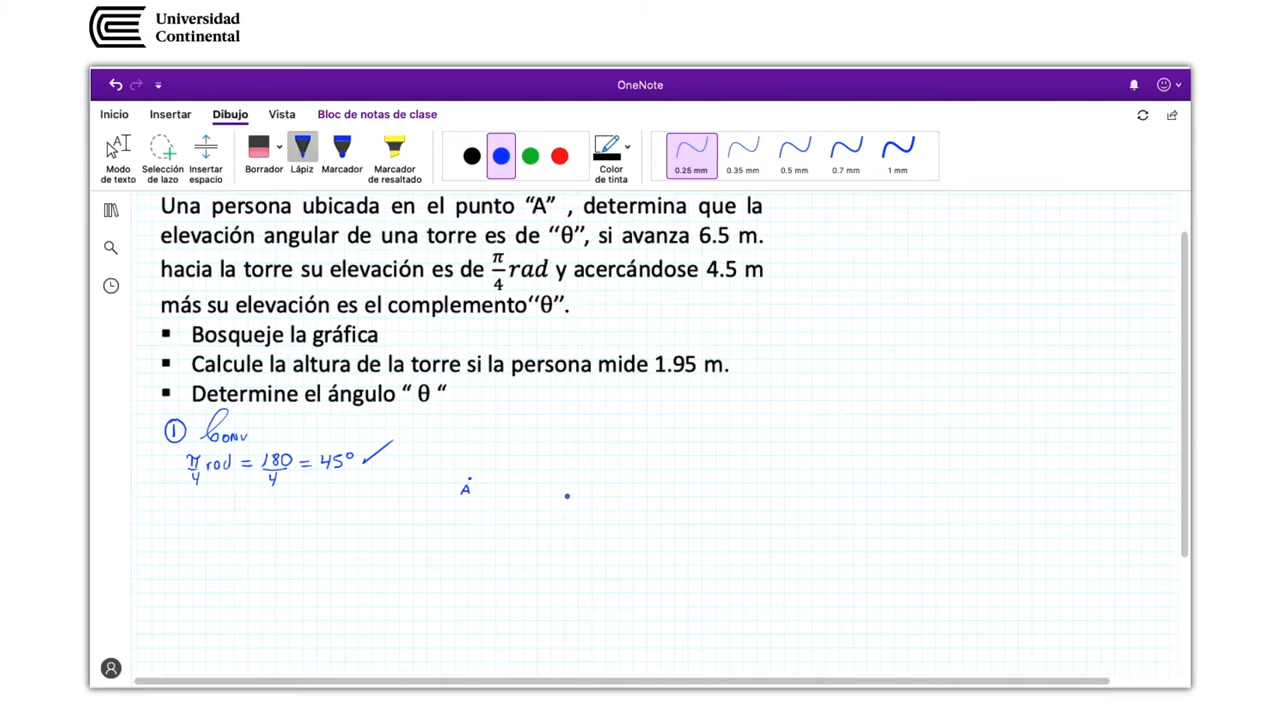 Universidad
Continental
OneNote
Inicio Insertar Dibujo Vista Bloc de notas de clase
Modo de texto Selección de lazo Insertar espacio Borrador Lápiz Marcador Marcador de resaltado Color de tinta 0.25 mm 0.35 mm 0.5 mm 0.7 mm 1 mm
Una persona ubicada en el punto “A” , determina que la
elevación angular de una torre es de “θ”, si avanza 6.5 m.
hacia la torre su elevación es de π/4 rad y acercándose 4.5 m
más su elevación es el complemento“θ”.
▪ Bosqueje la gráfica
▪ Calcule la altura de la torre si la persona mide 1.95 m.
▪ Determine el ángulo “ θ “
① Conv
π/4 rad = 180/4 = 45°
A